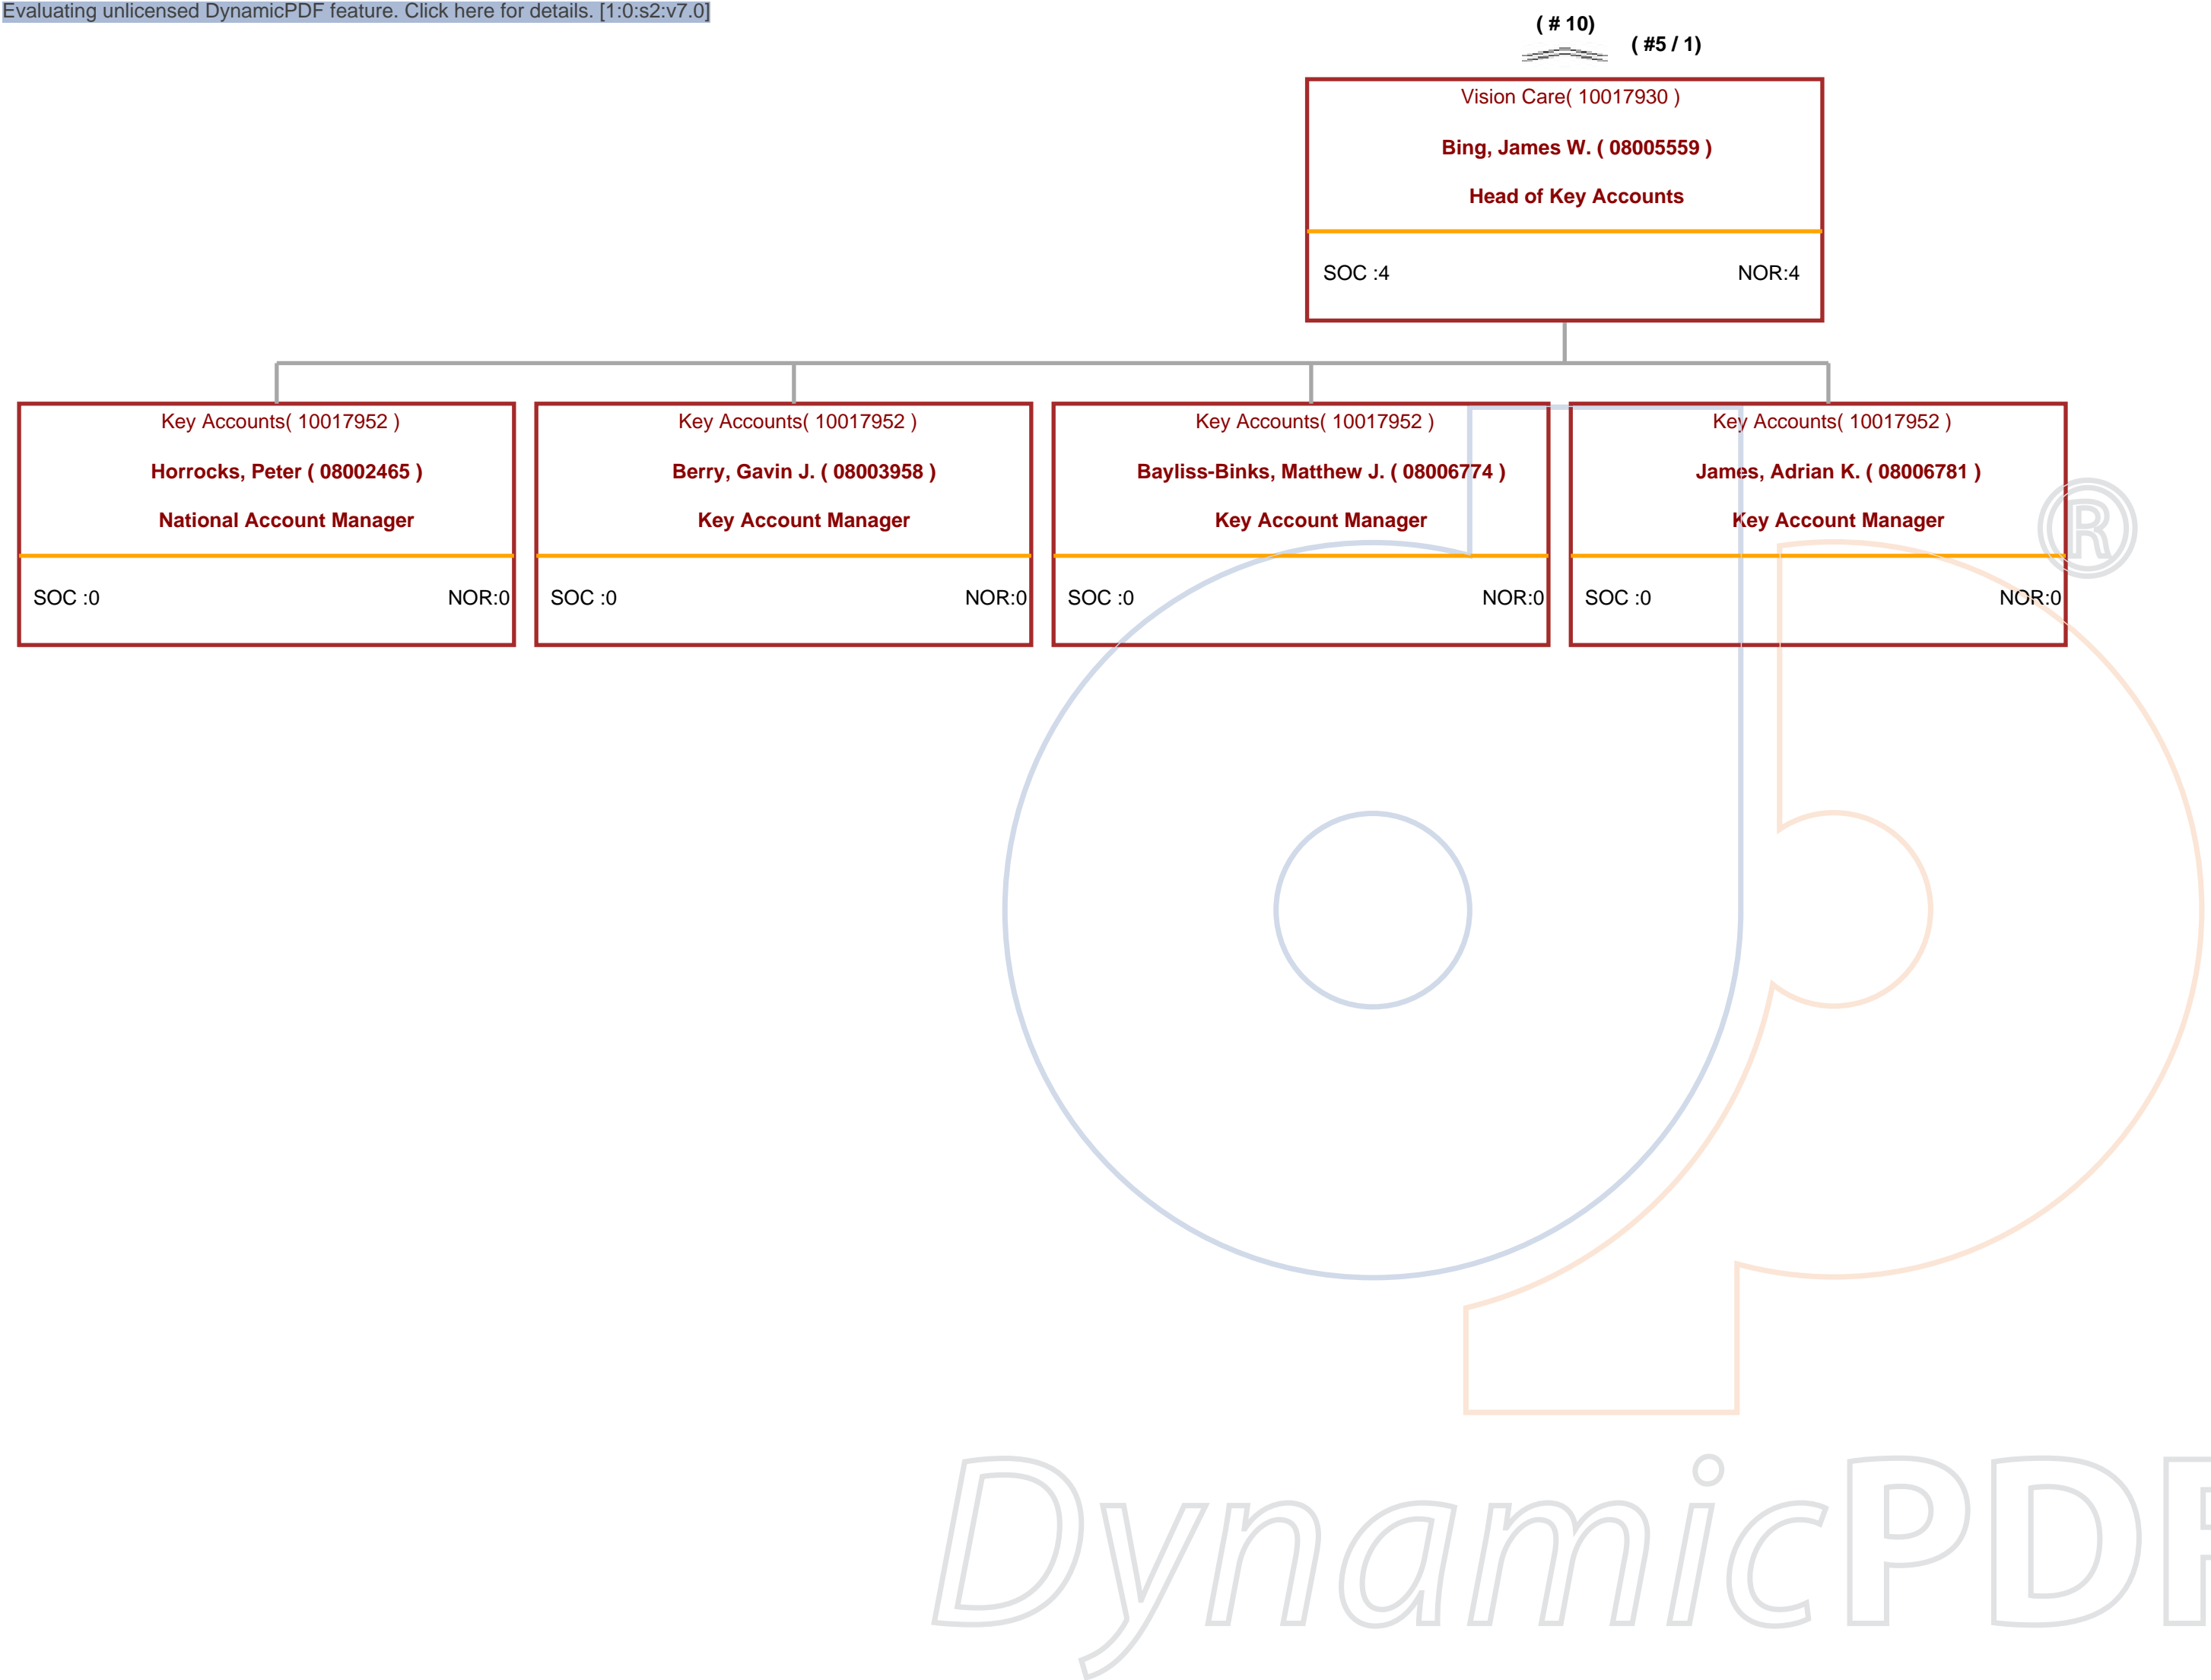 Evaluating unlicensed DynamicPDF feature. Click here for details. [1:0:s2:v7.0]
( # 10)
( #5 / 1)
Vision Care( 10017930 )
Bing, James W. ( 08005559 )
Head of Key Accounts
SOC :4 NOR:4
Key Accounts( 10017952 )
Horrocks, Peter ( 08002465 )
National Account Manager
SOC :0 NOR:0
Key Accounts( 10017952 )
Berry, Gavin J. ( 08003958 )
Key Account Manager
SOC :0 NOR:0
Key Accounts( 10017952 )
Bayliss-Binks, Matthew J. ( 08006774 )
Key Account Manager
SOC :0 NOR:0
Key Accounts( 10017952 )
James, Adrian K. ( 08006781 )
Key Account Manager
SOC :0 NOR:0
®
DynamicPDF